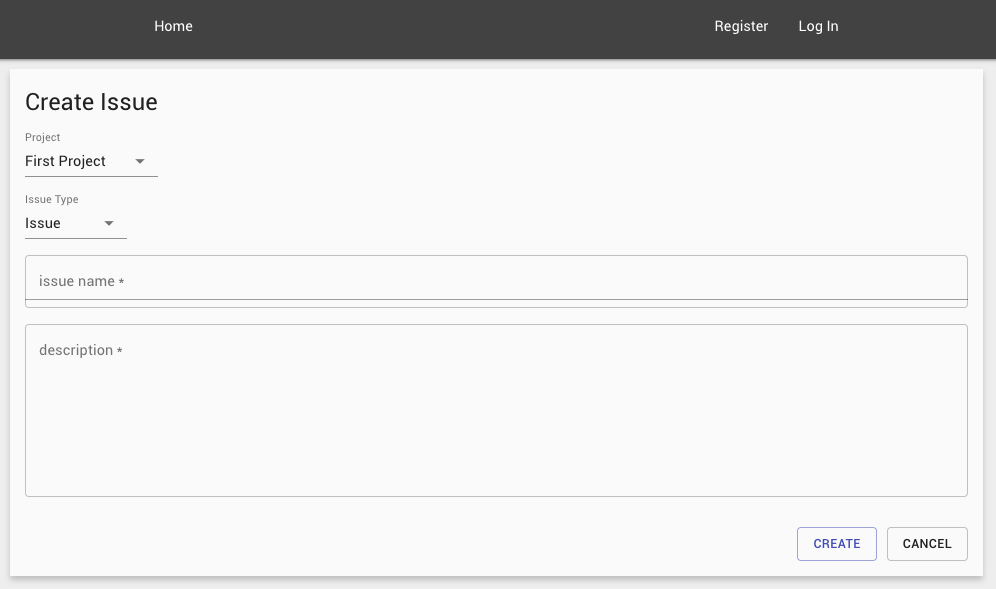 Home Register Log In
Create Issue
Project
First Project
Issue Type
Issue
issue name *
description *
CREATE CANCEL